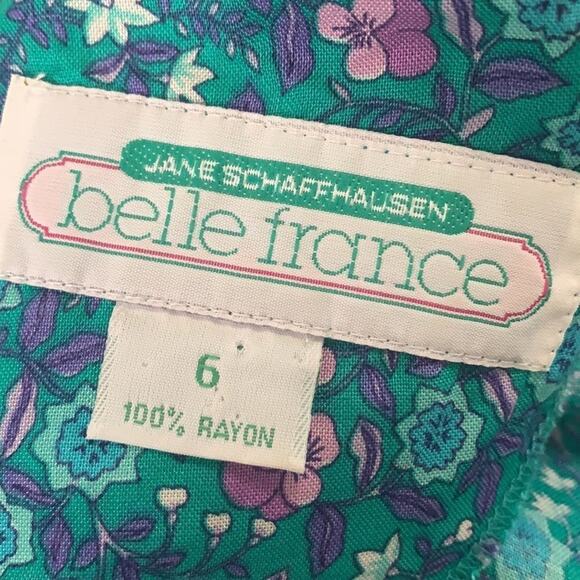 JANE SCHAFFHAUSEN
belle france
6
100% RAYON